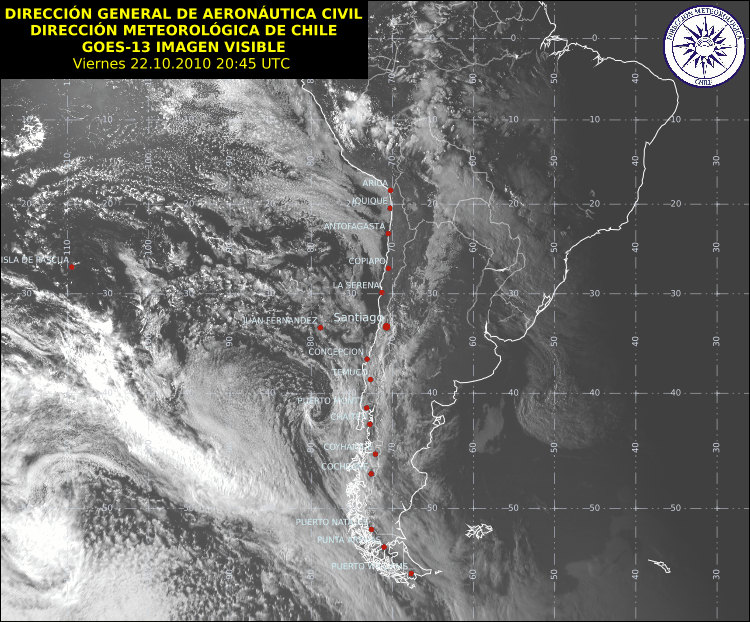 DIRECCIÓN GENERAL DE AERONÁUTICA CIVIL
DIRECCIÓN METEOROLÓGICA DE CHILE
GOES-13 IMAGEN VISIBLE
Viernes 22.10.2010 20:45 UTC
DIRECCIÓN METEOROLÓGICA
CHILE
ARICA
IQUIQUE
ANTOFAGASTA
ISLA DE PASCUA
COPIAPO
LA SERENA
JUAN FERNANDEZ
Santiago
CONCEPCION
TEMUCO
PUERTO MONTT
CHAITEN
COYHAIQUE
COCHRANE
PUERTO NATALES
PUNTA ARENAS
PUERTO WILLIAMS